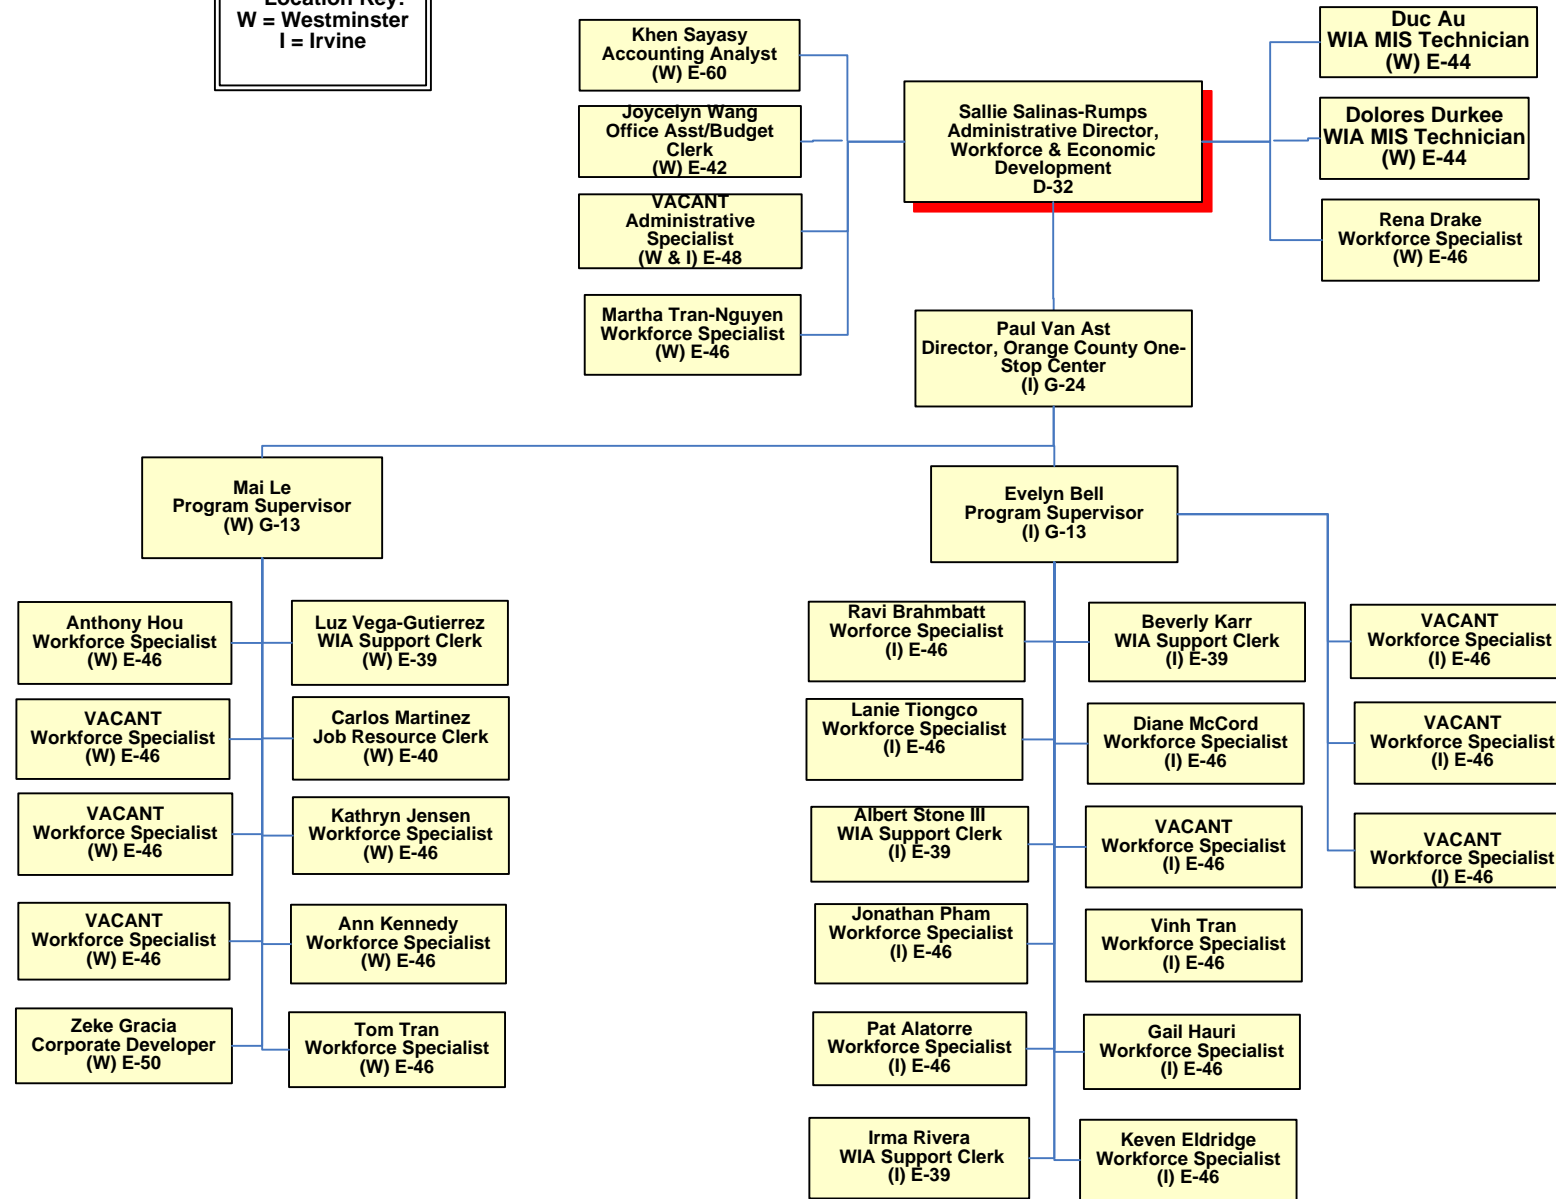 Location Key:
W = Westminster
I = Irvine
Khen Sayasy
Accounting Analyst
(W) E-60
Joycelyn Wang
Office Asst/Budget
Clerk
(W) E-42
VACANT
Administrative
Specialist
(W & I) E-48
Martha Tran-Nguyen
Workforce Specialist
(W) E-46
Sallie Salinas-Rumps
Administrative Director,
Workforce & Economic
Development
D-32
Duc Au
WIA MIS Technician
(W) E-44
Dolores Durkee
WIA MIS Technician
(W) E-44
Rena Drake
Workforce Specialist
(W) E-46
Paul Van Ast
Director, Orange County One-
Stop Center
(I) G-24
Mai Le
Program Supervisor
(W) G-13
Evelyn Bell
Program Supervisor
(I) G-13
Anthony Hou
Workforce Specialist
(W) E-46
Luz Vega-Gutierrez
WIA Support Clerk
(W) E-39
VACANT
Workforce Specialist
(W) E-46
Carlos Martinez
Job Resource Clerk
(W) E-40
VACANT
Workforce Specialist
(W) E-46
Kathryn Jensen
Workforce Specialist
(W) E-46
VACANT
Workforce Specialist
(W) E-46
Ann Kennedy
Workforce Specialist
(W) E-46
Zeke Gracia
Corporate Developer
(W) E-50
Tom Tran
Workforce Specialist
(W) E-46
Ravi Brahmbatt
Worforce Specialist
(I) E-46
Beverly Karr
WIA Support Clerk
(I) E-39
VACANT
Workforce Specialist
(I) E-46
Lanie Tiongco
Workforce Specialist
(I) E-46
Diane McCord
Workforce Specialist
(I) E-46
VACANT
Workforce Specialist
(I) E-46
Albert Stone III
WIA Support Clerk
(I) E-39
VACANT
Workforce Specialist
(I) E-46
VACANT
Workforce Specialist
(I) E-46
Jonathan Pham
Workforce Specialist
(I) E-46
Vinh Tran
Workforce Specialist
(I) E-46
Pat Alatorre
Workforce Specialist
(I) E-46
Gail Hauri
Workforce Specialist
(I) E-46
Irma Rivera
WIA Support Clerk
(I) E-39
Keven Eldridge
Workforce Specialist
(I) E-46